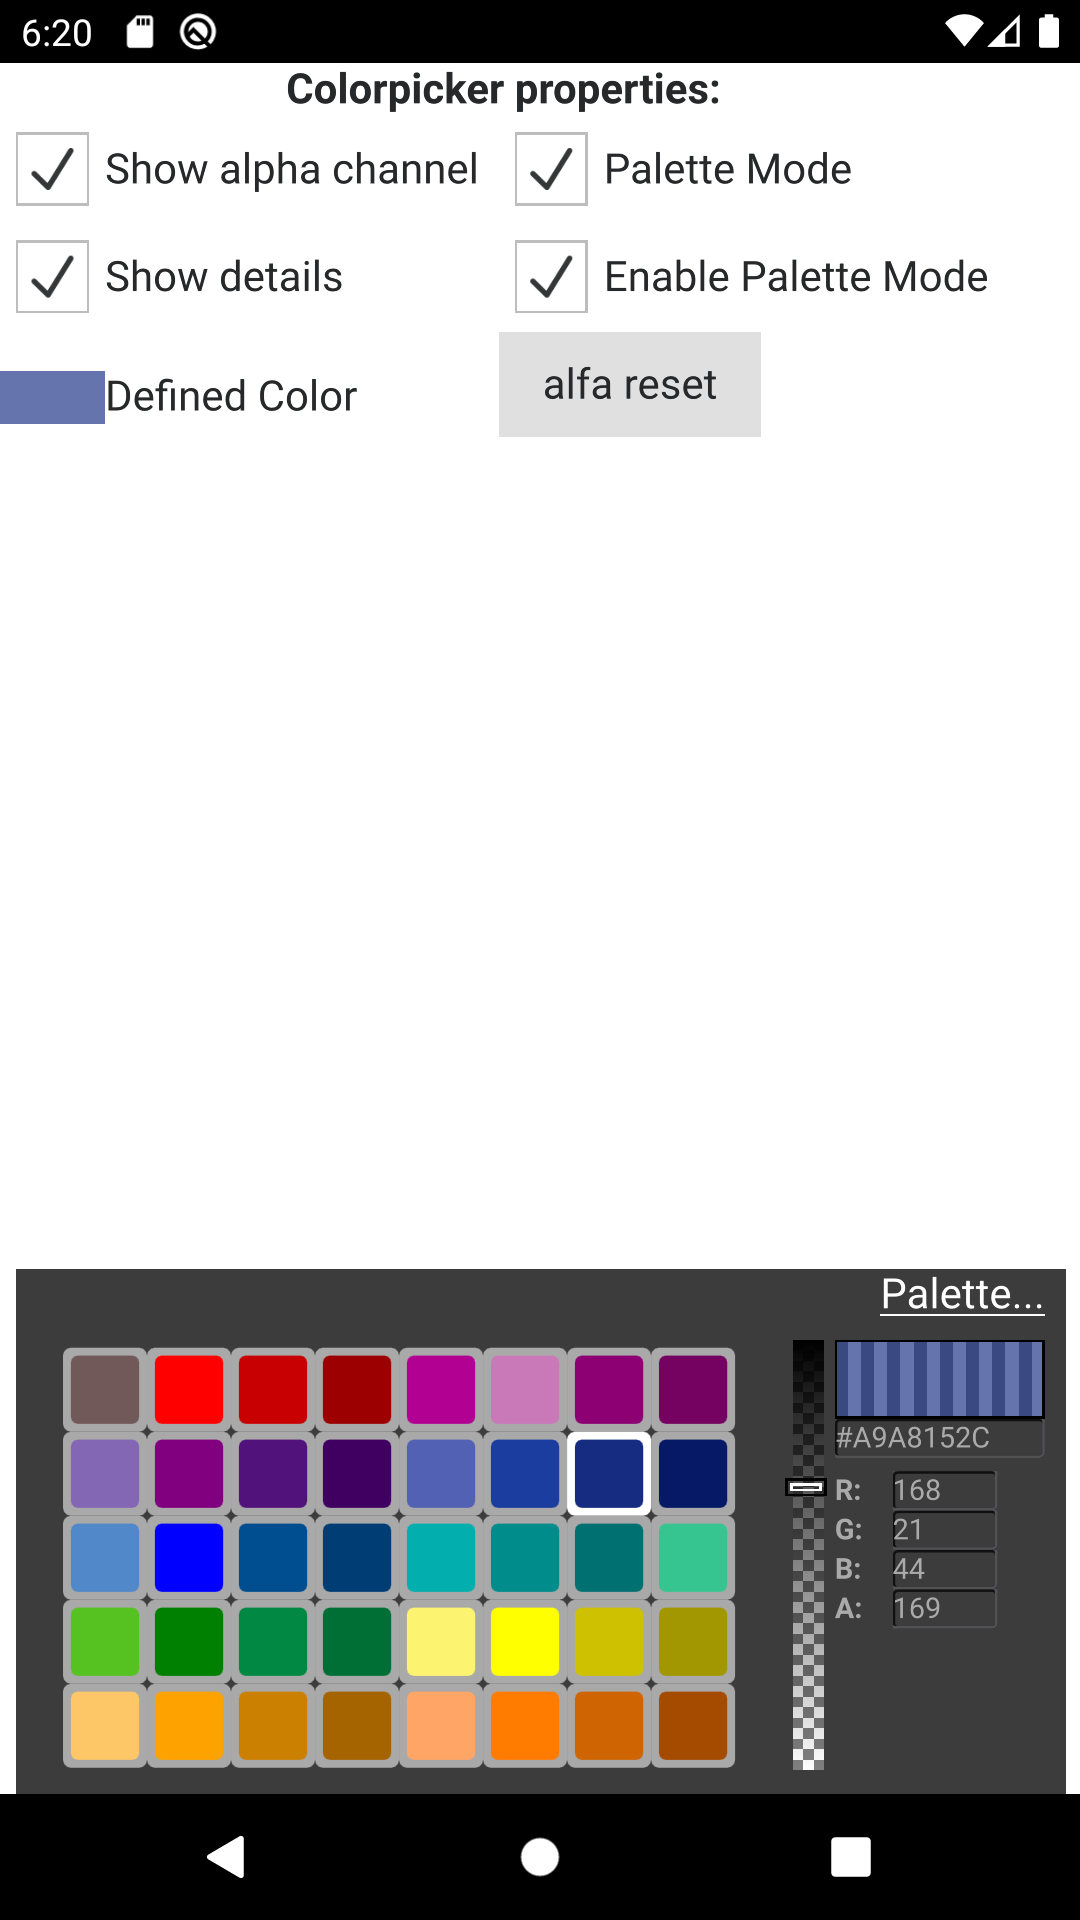 6:20
Colorpicker properties:
Show alpha channel
Palette Mode
Show details
Enable Palette Mode
Defined Color
alfa reset
Palette...
#A9A8152C
R: 168
G: 21
B: 44
A: 169